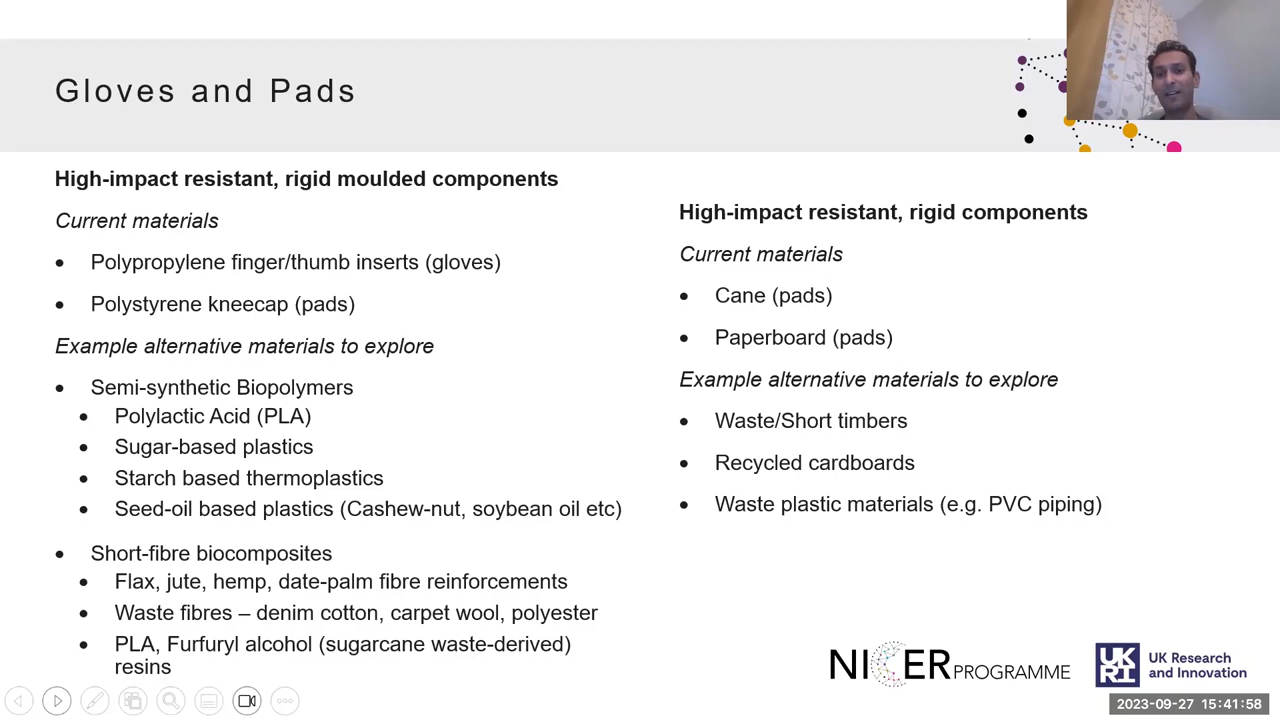 Gloves and Pads
High-impact resistant, rigid moulded components
Current materials
Polypropylene finger/thumb inserts (gloves)
Polystyrene kneecap (pads)
Example alternative materials to explore
Semi-synthetic Biopolymers
Polylactic Acid (PLA)
Sugar-based plastics
Starch based thermoplastics
Seed-oil based plastics (Cashew-nut, soybean oil etc)
Short-fibre biocomposites
Flax, jute, hemp, date-palm fibre reinforcements
Waste fibres – denim cotton, carpet wool, polyester
PLA, Furfuryl alcohol (sugarcane waste-derived)
resins
High-impact resistant, rigid components
Current materials
Cane (pads)
Paperboard (pads)
Example alternative materials to explore
Waste/Short timbers
Recycled cardboards
Waste plastic materials (e.g. PVC piping)
NICER PROGRAMME
UKRI
UK Research
and Innovation
2023-09-27 15:41:58